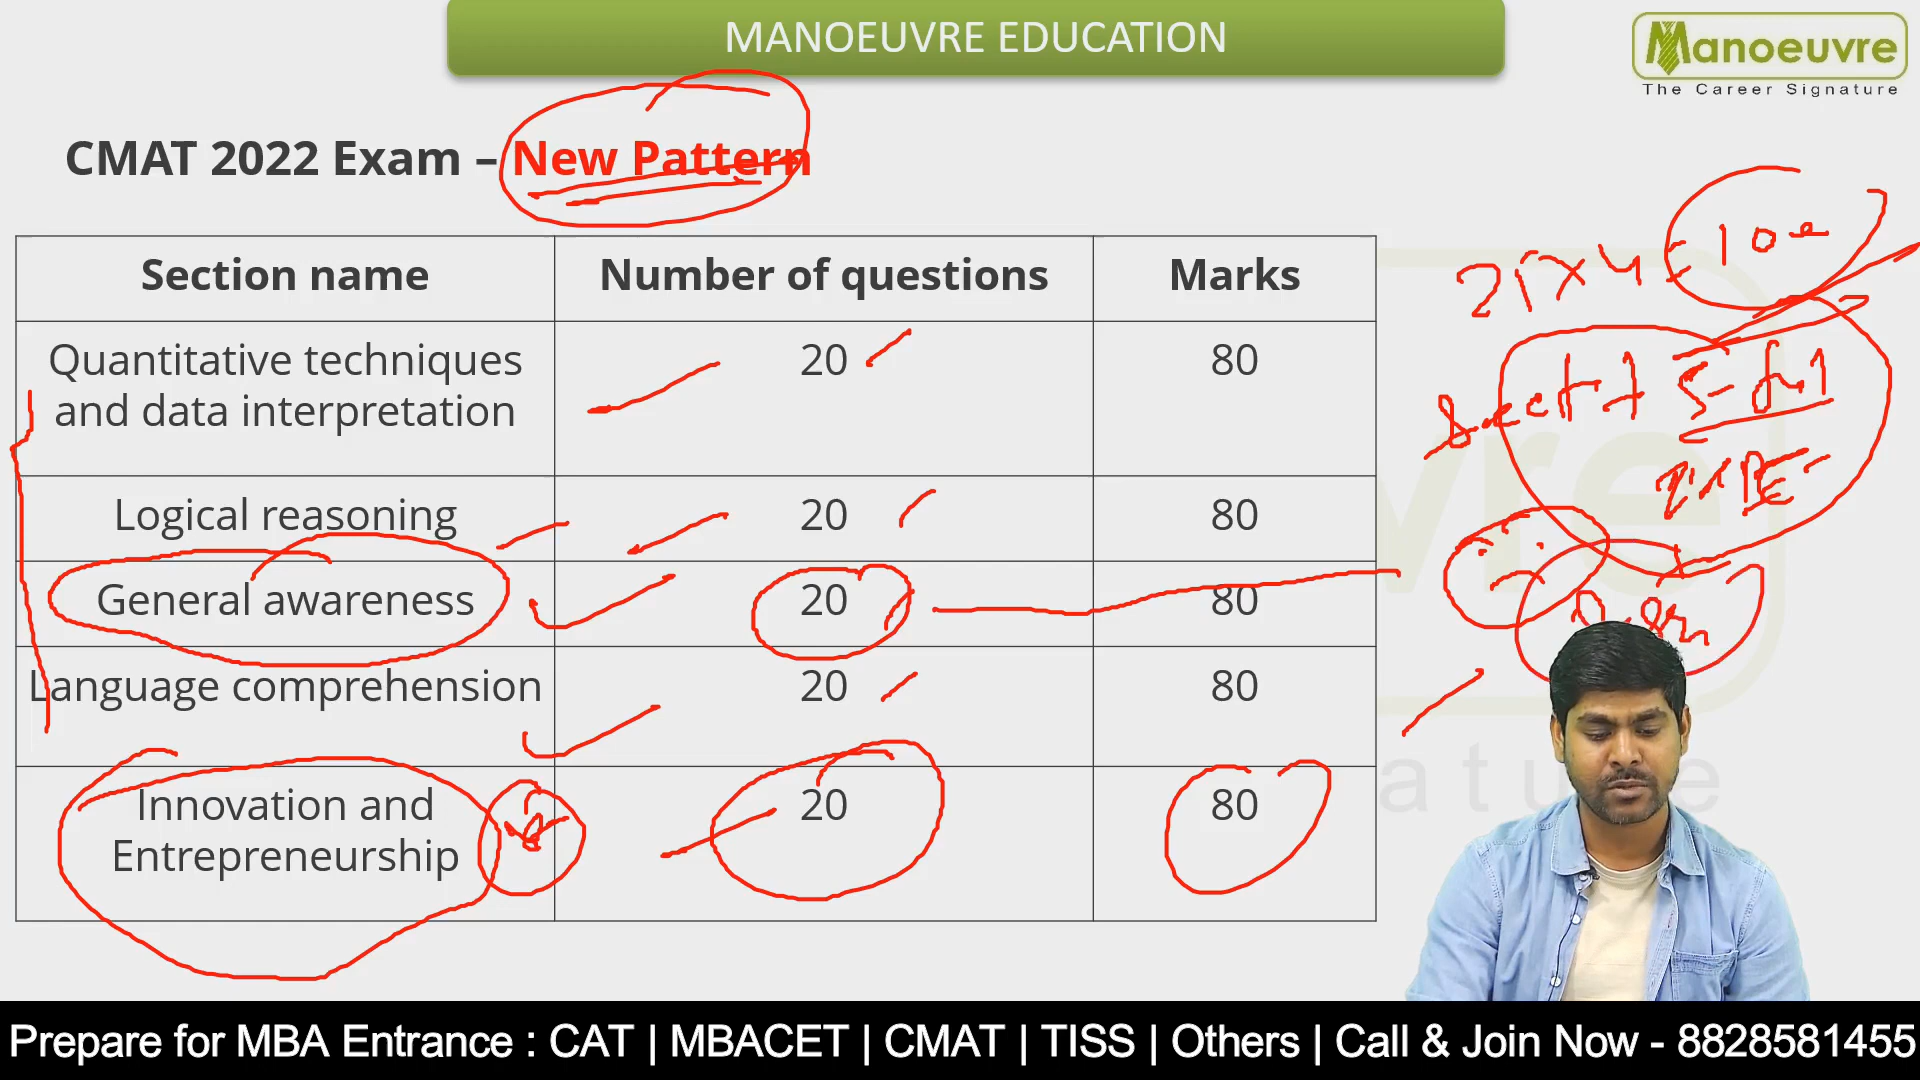 MANOEUVRE EDUCATION
Manoeuvre
The Career Signature
CMAT 2022 Exam – New Pattern
Section name Number of questions Marks
Quantitative techniques
and data interpretation 20 80
Logical reasoning 20 80
General awareness 20 80
Language comprehension 20 80
Innovation and
Entrepreneurship 20 80
Prepare for MBA Entrance : CAT | MBACET | CMAT | TISS | Others | Call & Join Now - 8828581455